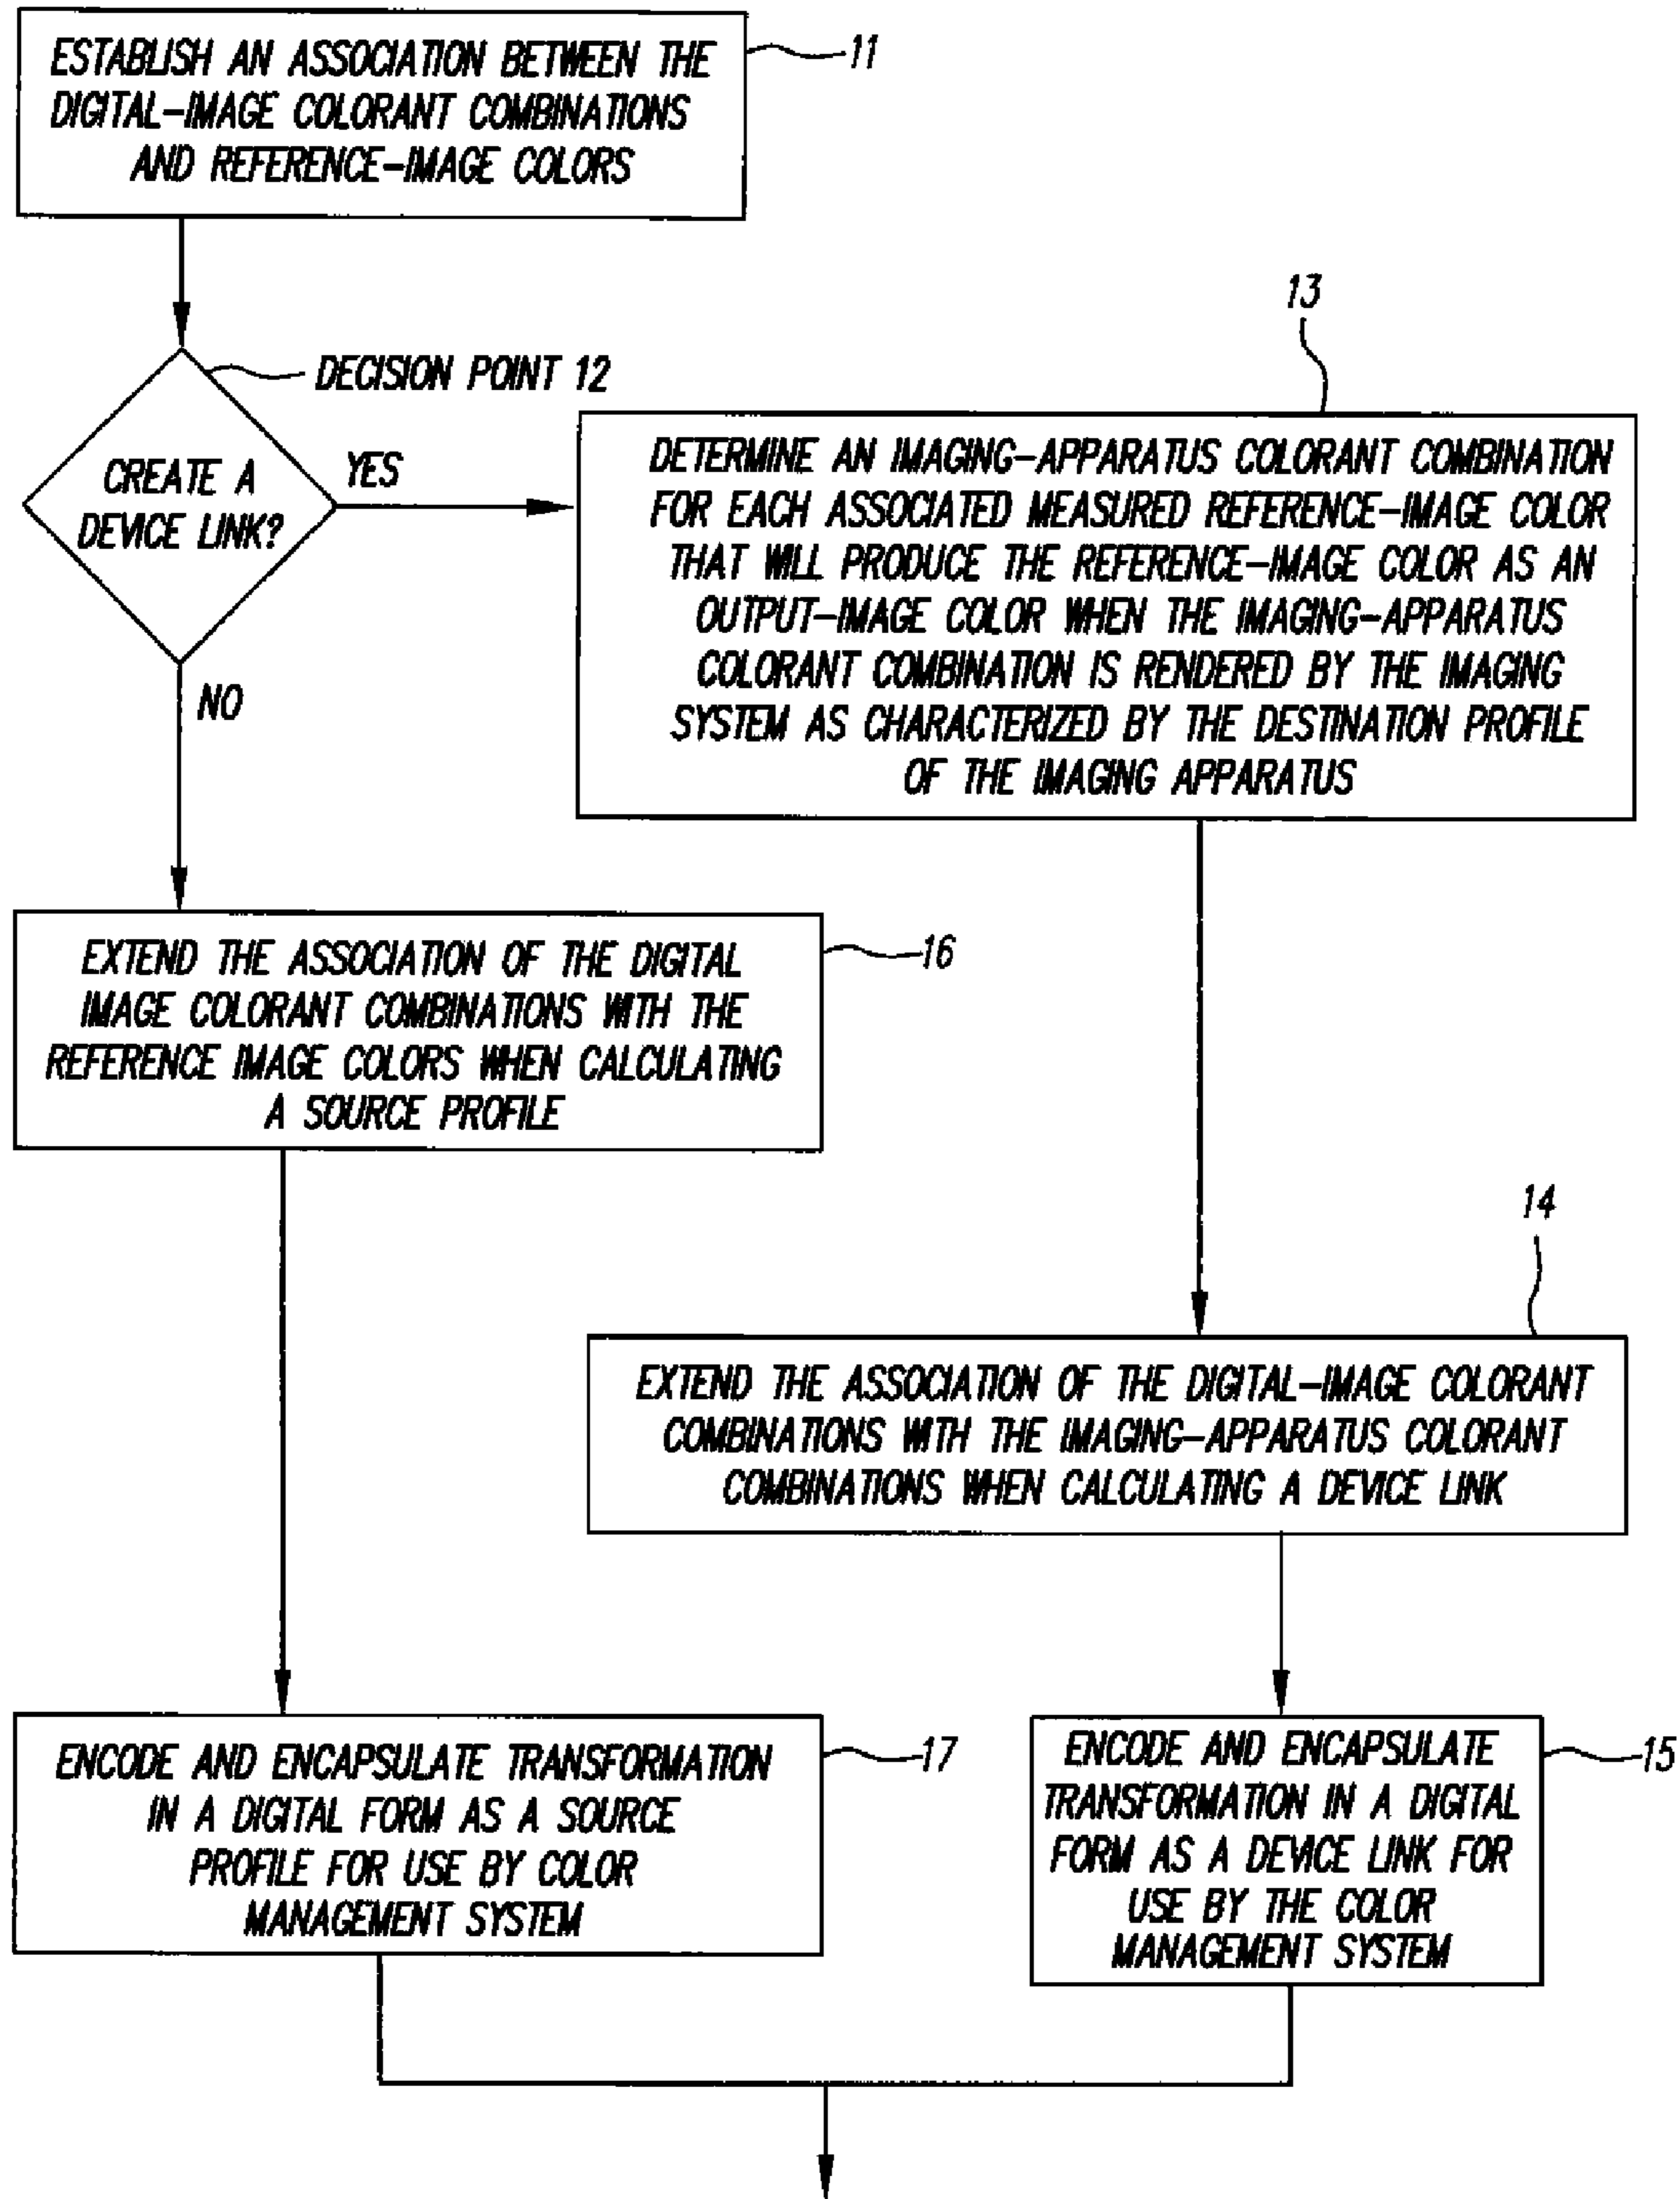 ESTABLISH AN ASSOCIATION BETWEEN THE
DIGITAL-IMAGE COLORANT COMBINATIONS
AND REFERENCE-IMAGE COLORS
11
DECISION POINT 12
CREATE A
DEVICE LINK?
YES
NO
13
DETERMINE AN IMAGING-APPARATUS COLORANT COMBINATION
FOR EACH ASSOCIATED MEASURED REFERENCE-IMAGE COLOR
THAT WILL PRODUCE THE REFERENCE-IMAGE COLOR AS AN
OUTPUT-IMAGE COLOR WHEN THE IMAGING-APPARATUS
COLORANT COMBINATION IS RENDERED BY THE IMAGING
SYSTEM AS CHARACTERIZED BY THE DESTINATION PROFILE
OF THE IMAGING APPARATUS
EXTEND THE ASSOCIATION OF THE DIGITAL
IMAGE COLORANT COMBINATIONS WITH THE
REFERENCE IMAGE COLORS WHEN CALCULATING
A SOURCE PROFILE
16
14
EXTEND THE ASSOCIATION OF THE DIGITAL-IMAGE COLORANT
COMBINATIONS WITH THE IMAGING-APPARATUS COLORANT
COMBINATIONS WHEN CALCULATING A DEVICE LINK
ENCODE AND ENCAPSULATE TRANSFORMATION
IN A DIGITAL FORM AS A SOURCE
PROFILE FOR USE BY COLOR
MANAGEMENT SYSTEM
17
ENCODE AND ENCAPSULATE
TRANSFORMATION IN A DIGITAL
FORM AS A DEVICE LINK FOR
USE BY THE COLOR
MANAGEMENT SYSTEM
15